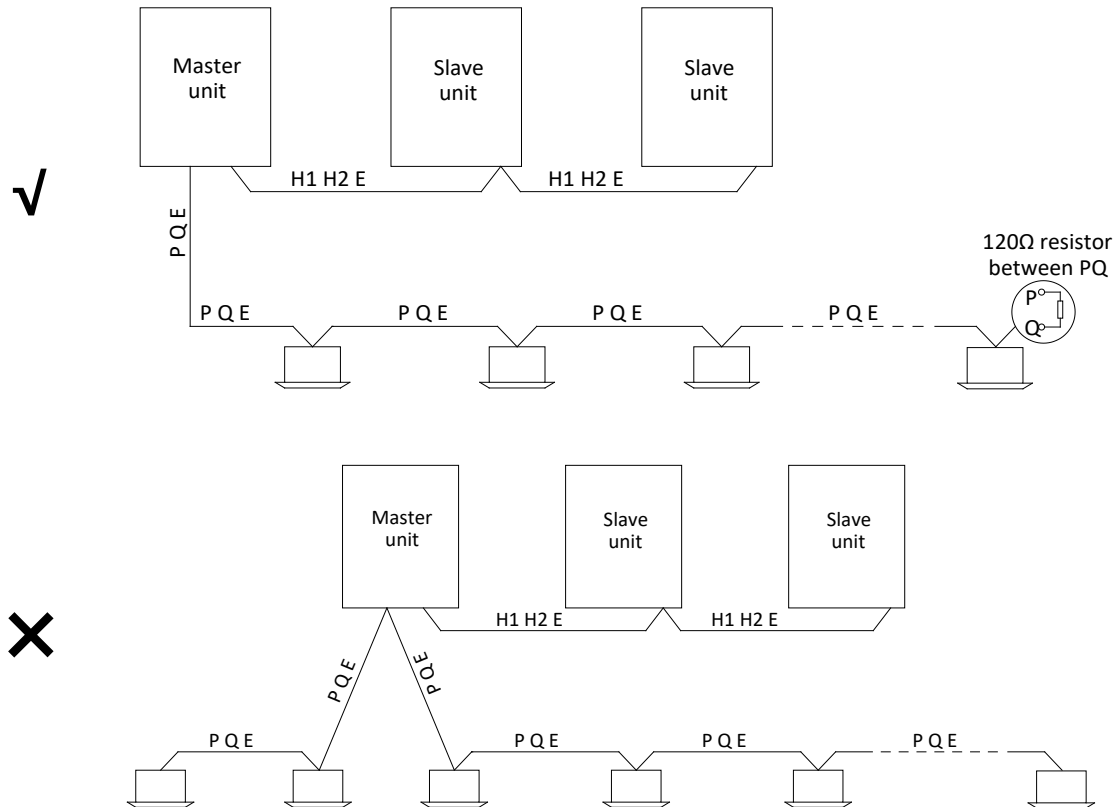 Master
unit
Slave
unit
Slave
unit
√
H1 H2 E
H1 H2 E
P Q E
120Ω resistor
between PQ
P
Q
P Q E
P Q E
P Q E
P Q E
Master
unit
Slave
unit
Slave
unit
×
H1 H2 E
H1 H2 E
P Q E
P Q E
P Q E
P Q E
P Q E
P Q E